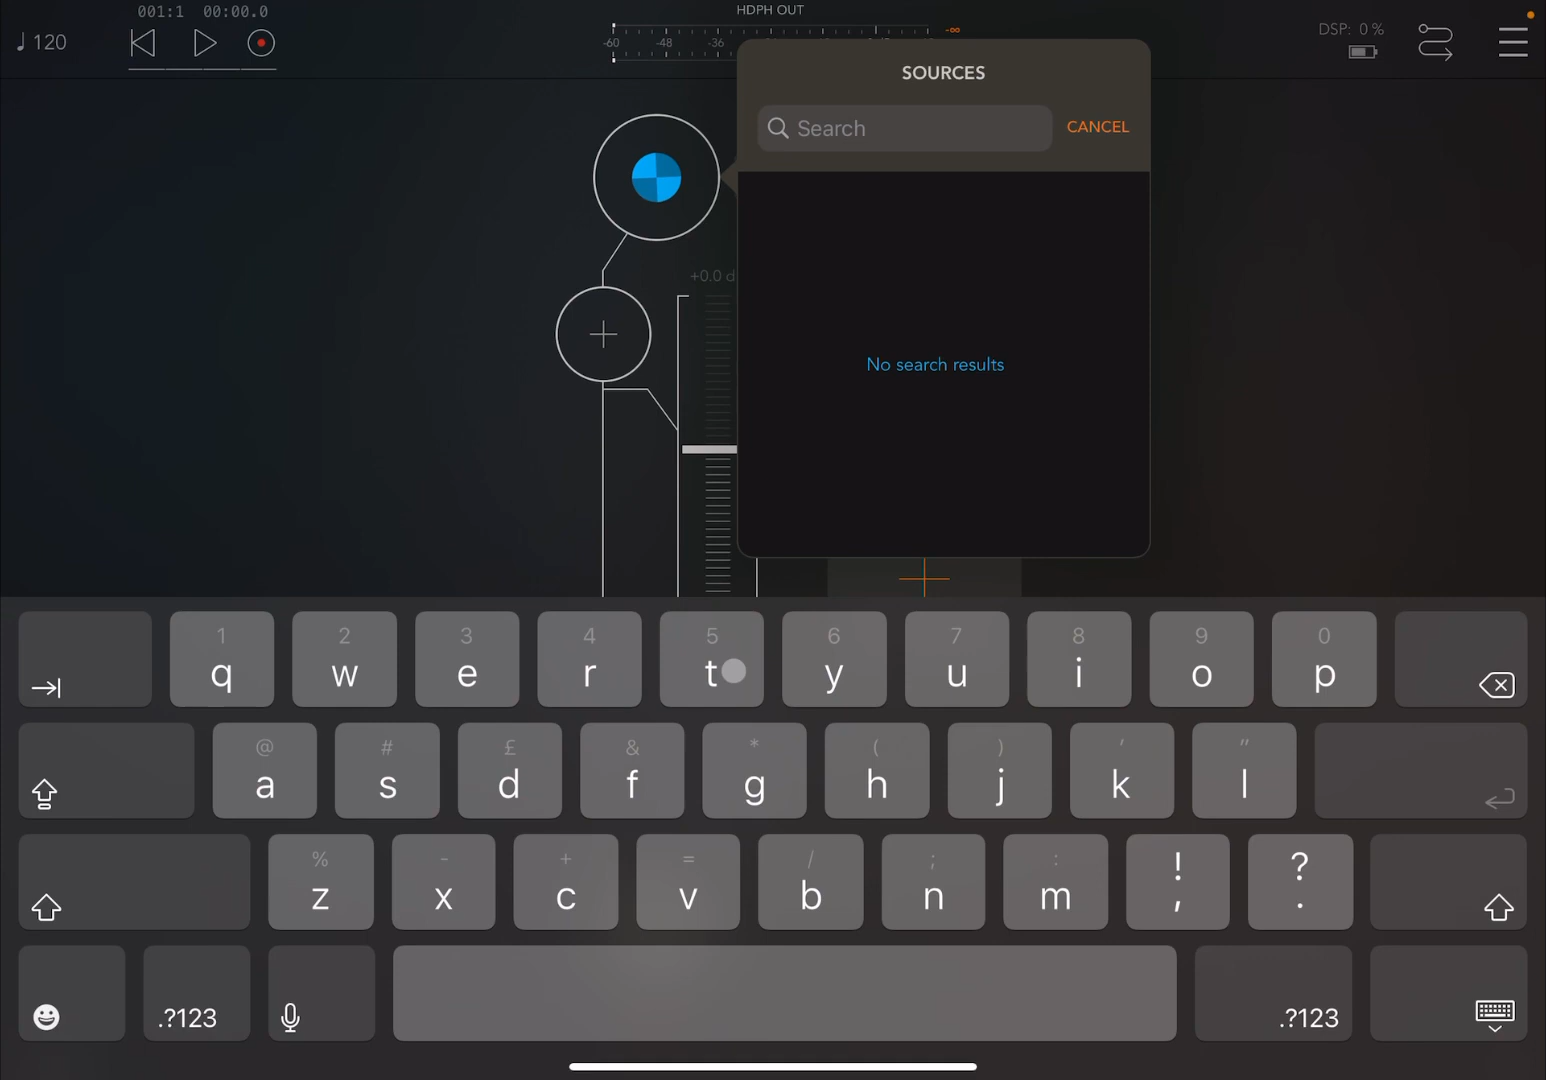 HDPH OUT
001:1 00:00.0
120
-60 -48 -36
-∞
DSP: 0 %
SOURCES
Search
CANCEL
+0.0 d
No search results
1 2 3 4 5 6 7 8 9 0
q w e r t y u i o p
@ # £ & * ( ) ' "
a s d f g h j k l
% - + = / ; : ! ?
z x c v b n m , .
.?123 .?123